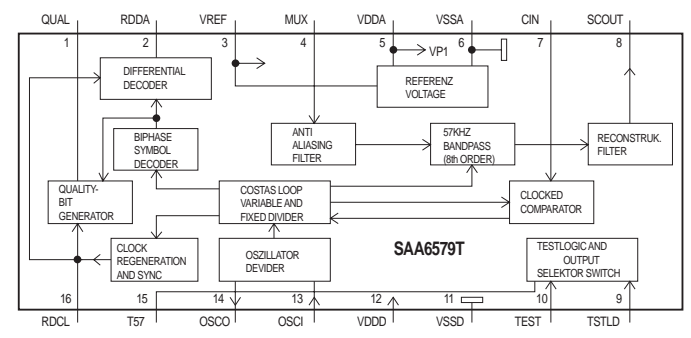 QUAL RDDA VREF MUX VDDA VSSA CIN SCOUT
1 2 3 4 5 6 7 8
VP1
DIFFERENTIAL
DECODER
REFERENZ
VOLTAGE
BIPHASE
SYMBOL
DECODER
ANTI
ALIASING
FILTER
57KHZ
BANDPASS
(8th ORDER)
RECONSTRUK.
FILTER
QUALITY-
BIT
GENERATOR
COSTAS LOOP
VARIABLE AND
FIXED DIVIDER
CLOCKED
COMPARATOR
CLOCK
REGENERATION
AND SYNC
OSZILLATOR
DEVIDER
SAA6579T
TESTLOGIC AND
OUTPUT
SELEKTOR SWITCH
16 15 14 13 12 11 10 9
RDCL T57 OSCO OSCI VDDD VSSD TEST TSTLD